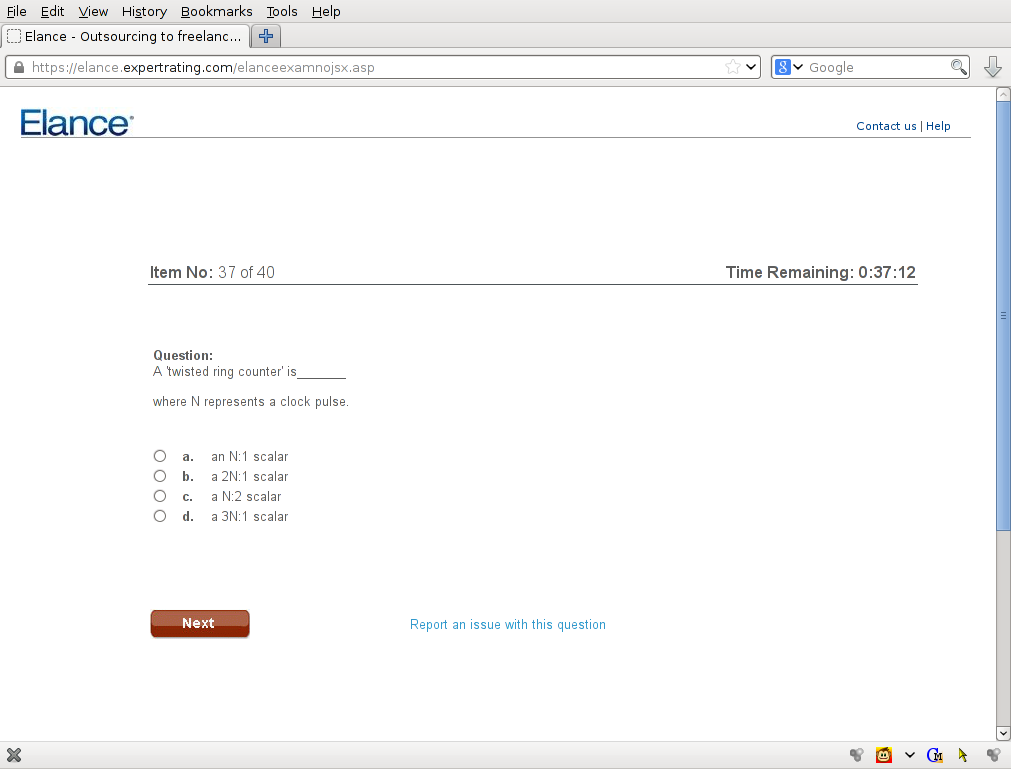 File Edit View History Bookmarks Tools Help
Elance - Outsourcing to freelanc...
https://elance.expertrating.com/elanceexamnojsx.asp
8 Google
Elance
Contact us | Help
Item No: 37 of 40
Time Remaining: 0:37:12
Question:
A 'twisted ring counter' is_______
where N represents a clock pulse.
a. an N:1 scalar
b. a 2N:1 scalar
c. a N:2 scalar
d. a 3N:1 scalar
Next
Report an issue with this question